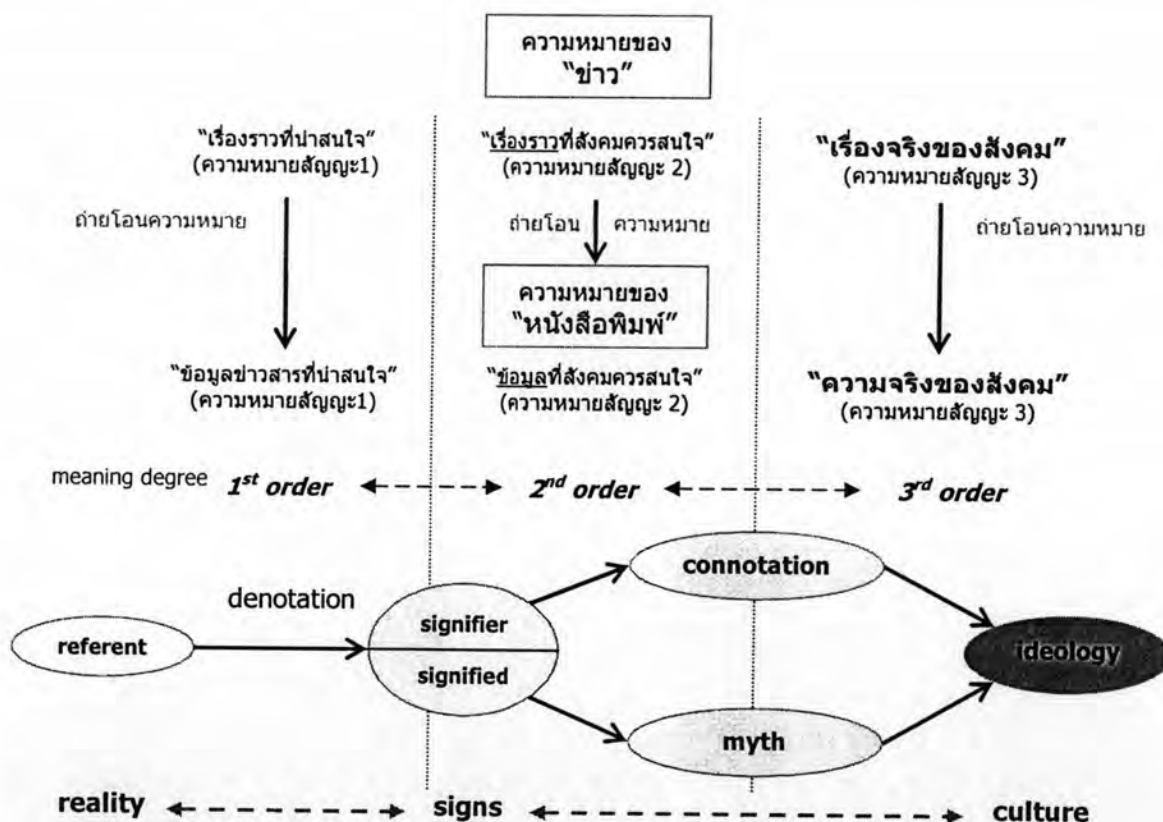 ความหมายของ
“ข่าว”
“เรื่องราวที่น่าสนใจ”
(ความหมายสัญญะ1)
“เรื่องราวที่สังคมควรสนใจ”
(ความหมายสัญญะ 2)
“เรื่องจริงของสังคม”
(ความหมายสัญญะ 3)
ถ่ายโอนความหมาย
ถ่ายโอน ความหมาย
ถ่ายโอนความหมาย
ความหมายของ
“หนังสือพิมพ์”
“ข้อมูลข่าวสารที่น่าสนใจ”
(ความหมายสัญญะ1)
“ข้อมูลที่สังคมควรสนใจ”
(ความหมายสัญญะ 2)
“ความจริงของสังคม”
(ความหมายสัญญะ 3)
meaning degree 1st order 2nd order 3rd order
connotation
denotation
referent
signifier
signified
ideology
myth
reality signs culture